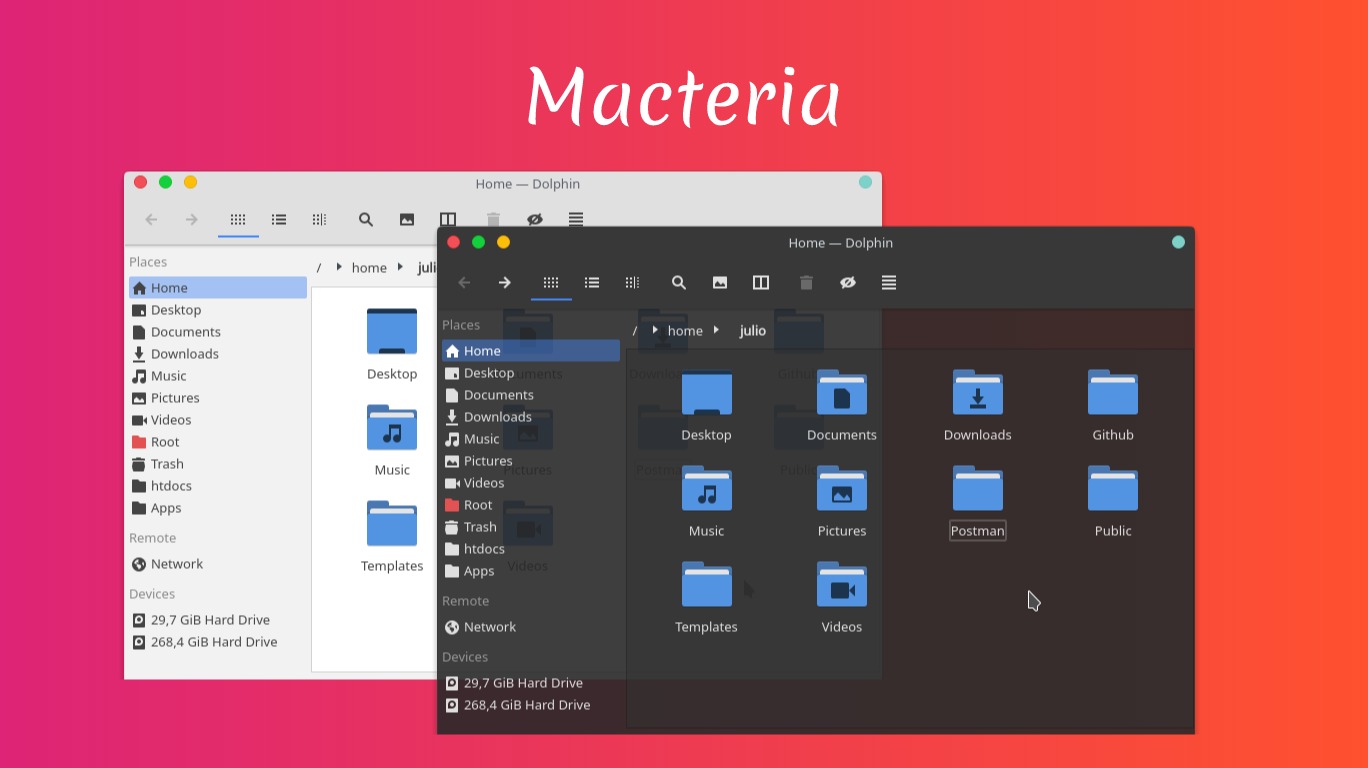 Macteria
Home — Dolphin
/ home juli
Places
Home
Desktop
Documents
Downloads
Music
Pictures
Videos
Root
Trash
htdocs
Apps
Remote
Network
Devices
29,7 GiB Hard Drive
268,4 GiB Hard Drive
Desktop
Music
Templates
Home — Dolphin
/ home julio
Places
Home
Desktop
Documents
Downloads
Music
Pictures
Videos
Root
Trash
htdocs
Apps
Remote
Network
Devices
29,7 GiB Hard Drive
268,4 GiB Hard Drive
Desktop Documents Downloads Github
Music Pictures Postman Public
Templates Videos